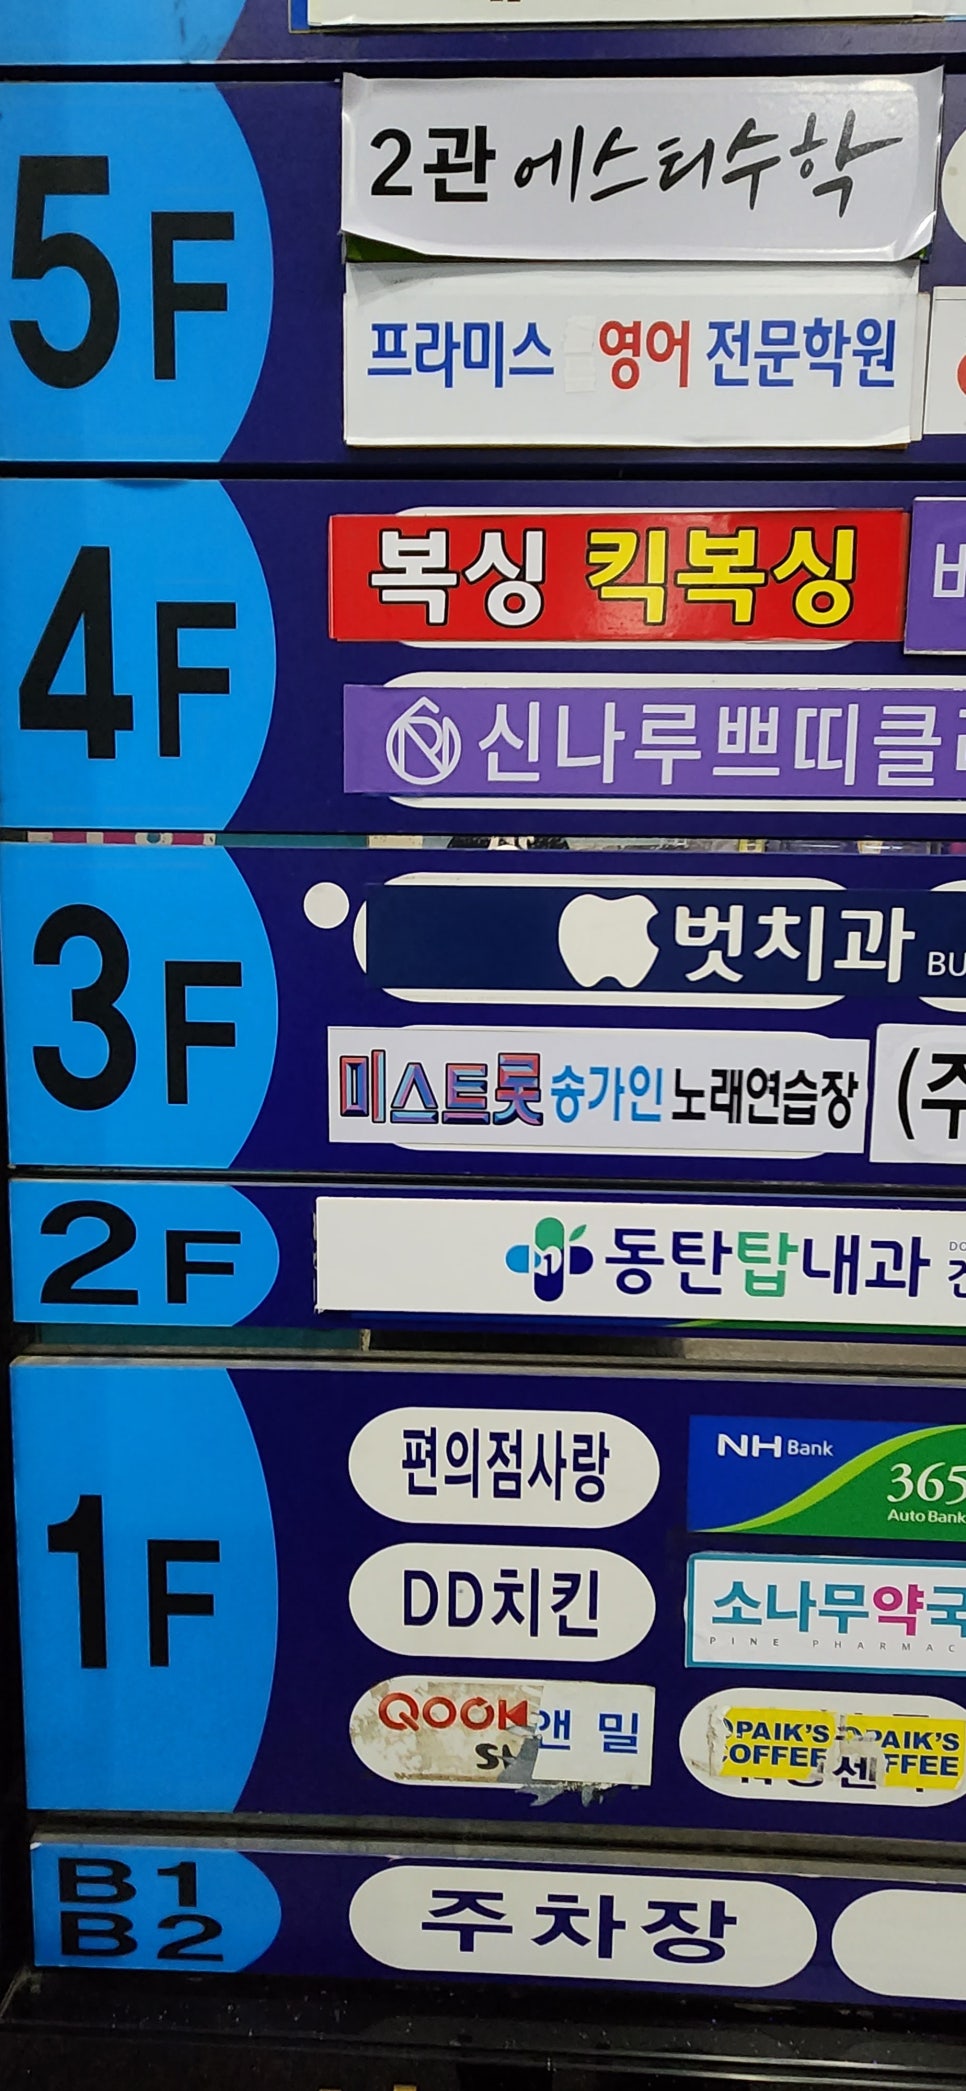 5F
2관 에스터수학
프라미스 영어 전문학원
4F
복싱 킥복싱
신나루쁘띠클
3F
벗치과 BU
미스트롯 송가인 노래연습장
(주
2F
동탄탑내과
1F
편의점사랑
NH Bank
365
Auto Bank
DD치킨
소나무약국
PINE PHARMAC
QOOK 앤 밀
PAIK'S PAIK'S
COFFEE FFEE
센
B1
B2
주차장